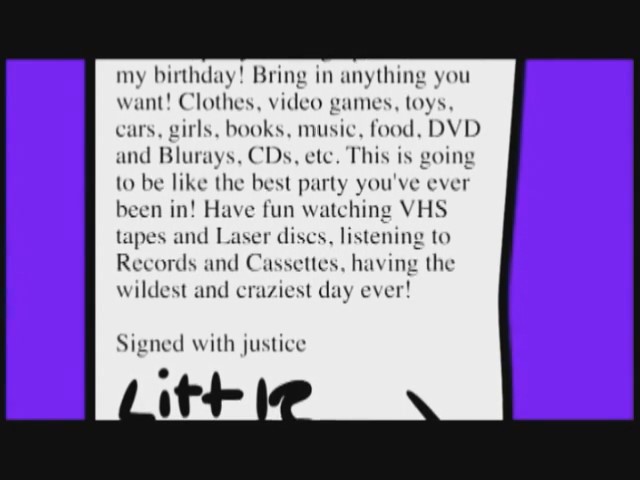 my birthday! Bring in anything you
want! Clothes, video games, toys,
cars, girls, books, music, food, DVD
and Blurays, CDs, etc. This is going
to be like the best party you've ever
been in! Have fun watching VHS
tapes and Laser discs, listening to
Records and Cassettes, having the
wildest and craziest day ever!
Signed with justice
Little